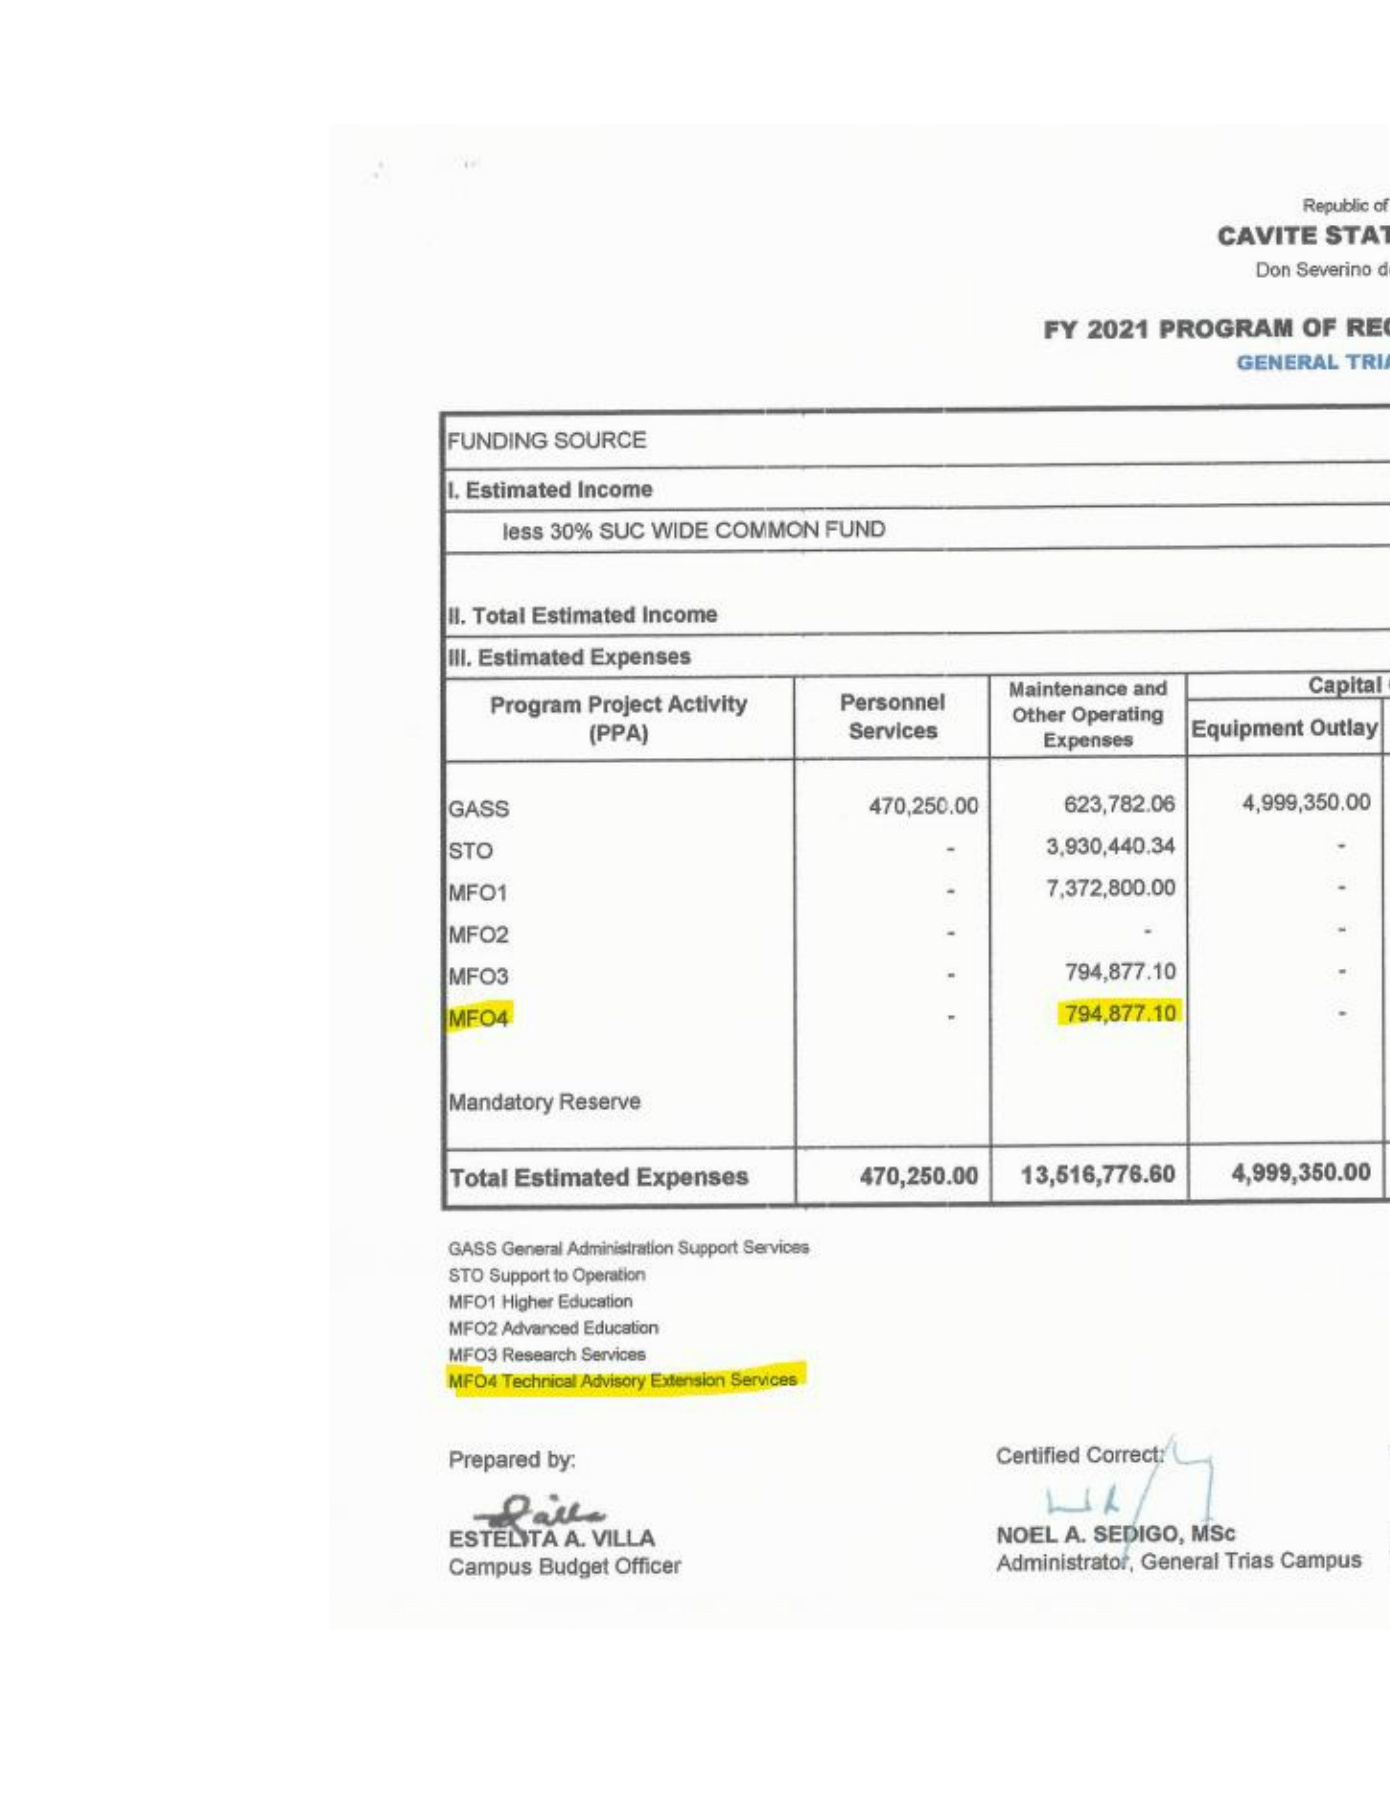 Republic of
CAVITE STAT
Don Severino d
FY 2021 PROGRAM OF REC
GENERAL TRIA
FUNDING SOURCE
I. Estimated Income
less 30% SUC WIDE COMMON FUND
II. Total Estimated Income
III. Estimated Expenses
Program Project Activity (PPA) Personnel Services Maintenance and Other Operating Expenses Capital Equipment Outlay
GASS 470,250.00 623,782.06 4,999,350.00
STO - 3,930,440.34 -
MFO1 - 7,372,800.00 -
MFO2 - - -
MFO3 - 794,877.10 -
MFO4 - 794,877.10 -
Mandatory Reserve
Total Estimated Expenses 470,250.00 13,516,776.60 4,999,350.00
GASS General Administration Support Services
STO Support to Operation
MFO1 Higher Education
MFO2 Advanced Education
MFO3 Research Services
MFO4 Technical Advisory Extension Services
Prepared by: Certified Correct:
ESTELITA A. VILLA NOEL A. SEDIGO, MSc
Campus Budget Officer Administrator, General Trias Campus